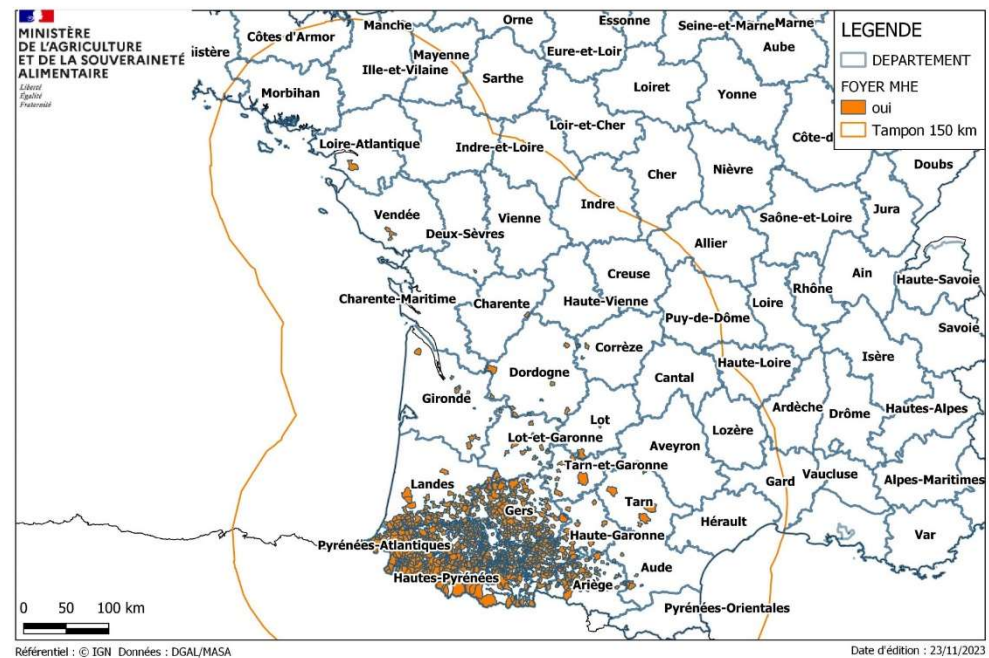 MINISTÈRE
DE L'AGRICULTURE
ET DE LA SOUVERAINETÉ
ALIMENTAIRE
Liberté
Égalité
Fraternité
LEGENDE
DEPARTEMENT
FOYER MHE
oui
Tampon 150 km
Côtes d'Armor
Manche
Orne
Essonne
Seine-et-Marne
Marne
Aube
istère
Mayenne
Eure-et-Loir
Ille-et-Vilaine
Sarthe
Morbihan
Loiret
Yonne
Loir-et-Cher
Côte-d
Loire-Atlantique
Indre-et-Loire
Cher
Nièvre
Doubs
Vendée
Vienne
Indre
Saône-et-Loire
Jura
Deux-Sèvres
Allier
Creuse
Ain
Haute-Savoie
Charente-Maritime
Charente
Haute-Vienne
Loire
Rhône
Puy-de-Dôme
Savoie
Corrèze
Isère
Dordogne
Cantal
Haute-Loire
Gironde
Lot
Ardèche
Drôme
Hautes-Alpes
Lot-et-Garonne
Aveyron
Lozère
Tarn-et-Garonne
Landes
Gard
Vaucluse
Alpes-Maritimes
Gers
Tarn
Hérault
Var
Haute-Garonne
Pyrénées-Atlantiques
Aude
Hautes-Pyrénées
Ariège
Pyrénées-Orientales
0 50 100 km
Référentiel : © IGN Données : DGAL/MASA
Date d'édition : 23/11/2023